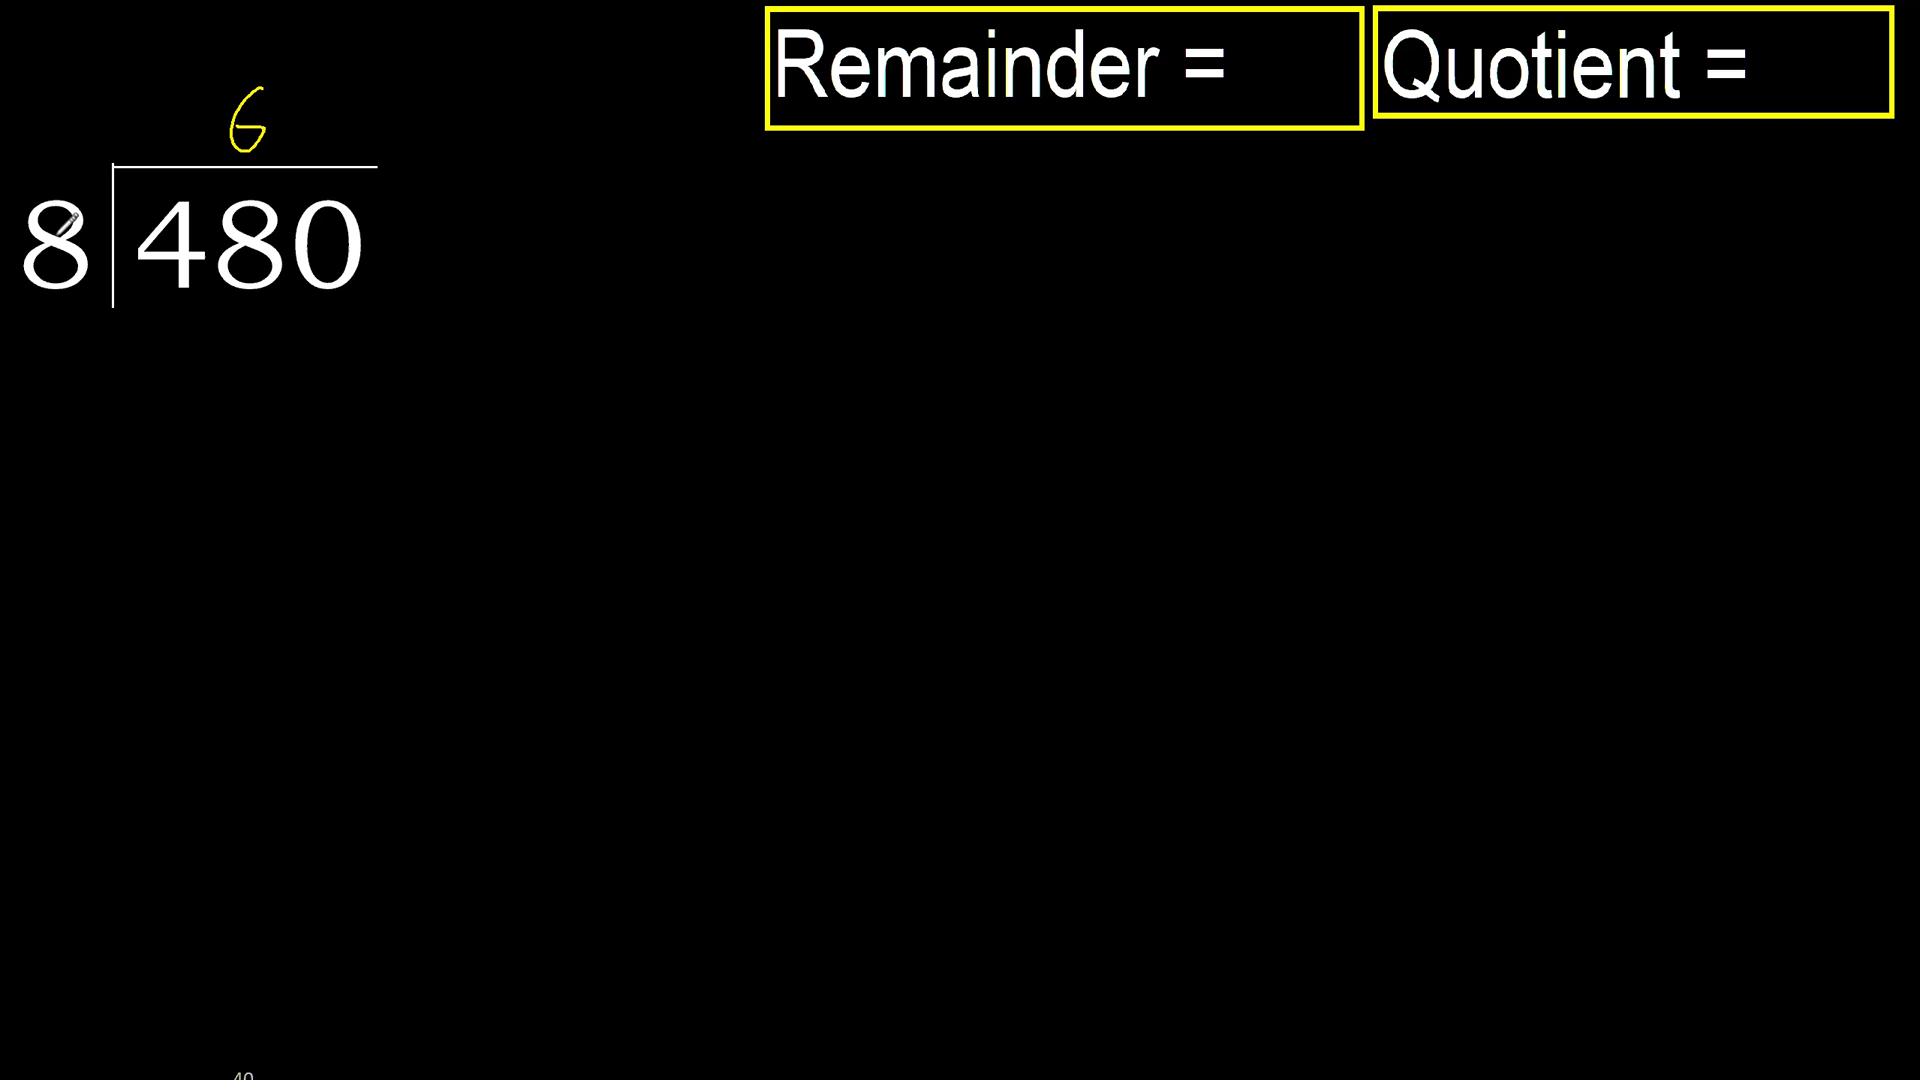 Remainder = Quotient =
6
8 480